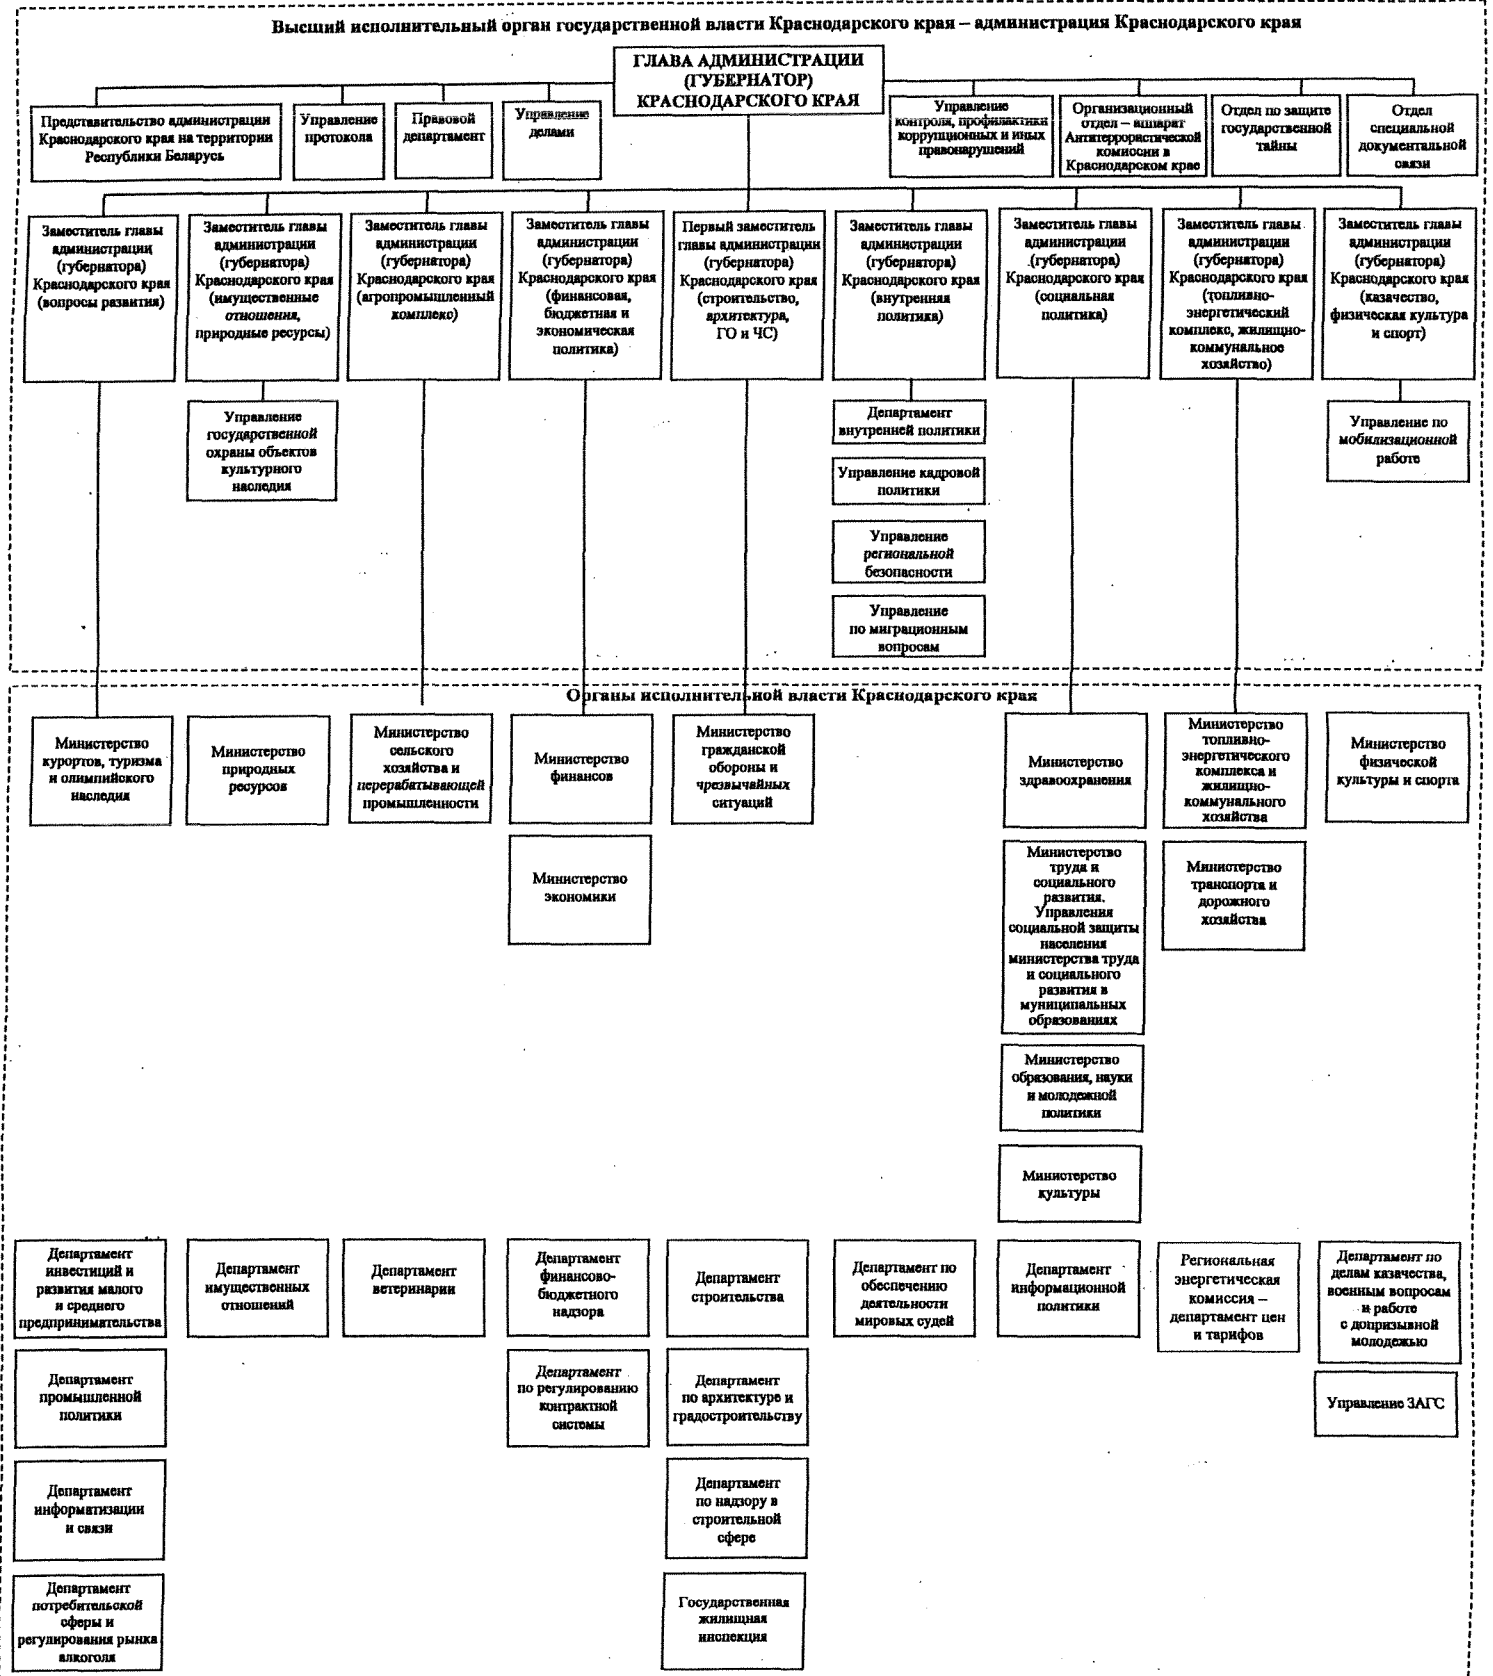 Высший исполнительный орган государственной власти Краснодарского края – администрация Краснодарского края
ГЛАВА АДМИНИСТРАЦИИ
(ГУБЕРНАТОР)
КРАСНОДАРСКОГО КРАЯ
Представительство администрации
Краснодарского края на территории
Республики Беларусь
Управление
протокола
Правовой
департамент
Управление
делами
Управление
контроля, профилактики
коррупционных и иных
правонарушений
Организационный
отдел – аппарат
Антитеррористической
комиссии в
Краснодарском крае
Отдел по защите
государственной
тайны
Отдел
специальной
документальной
связи
Заместитель главы
администрации
(губернатора)
Краснодарского края
(вопросы развития)
Заместитель главы
администрации
(губернатора)
Краснодарского края
(имущественные
отношения,
природные ресурсы)
Заместитель главы
администрации
(губернатора)
Краснодарского края
(агропромышленный
комплекс)
Заместитель главы
администрации
(губернатора)
Краснодарского края
(финансовая,
бюджетная и
экономическая
политика)
Первый заместитель
главы администрации
(губернатора)
Краснодарского края
(строительство,
архитектура,
ГО и ЧС)
Заместитель главы
администрации
(губернатора)
Краснодарского края
(внутренняя
политика)
Заместитель главы
администрации
(губернатора)
Краснодарского края
(социальная
политика)
Заместитель главы
администрации
(губернатора)
Краснодарского края
(топливно-
энергетический
комплекс, жилищно-
коммунальное
хозяйство)
Заместитель главы
администрации
(губернатора)
Краснодарского края
(казачество,
физическая культура
и спорт)
Управление
государственной
охраны объектов
культурного
наследия
Департамент
внутренней политики
Управление кадровой
политики
Управление
региональной
безопасности
Управление
по миграционным
вопросам
Управление по
мобилизационной
работе
Органы исполнительной власти Краснодарского края
Министерство
курортов, туризма
и олимпийского
наследия
Министерство
природных
ресурсов
Министерство
сельского
хозяйства и
перерабатывающей
промышленности
Министерство
финансов
Министерство
гражданской
обороны и
чрезвычайных
ситуаций
Министерство
здравоохранения
Министерство
топливно-
энергетического
комплекса и
жилищно-
коммунального
хозяйства
Министерство
физической
культуры и спорта
Министерство
экономики
Министерство
труда и
социального
развития.
Управления
социальной защиты
населения
министерства труда
и социального
развития в
муниципальных
образованиях
Министерство
транспорта и
дорожного
хозяйства
Министерство
образования, науки
и молодежной
политики
Министерство
культуры
Департамент
инвестиций и
развития малого
и среднего
предпринимательства
Департамент
имущественных
отношений
Департамент
ветеринарии
Департамент
финансово-
бюджетного
надзора
Департамент
строительства
Департамент по
обеспечению
деятельности
мировых судей
Департамент
информационной
политики
Региональная
энергетическая
комиссия –
департамент цен
и тарифов
Департамент по
делам казачества,
военным вопросам
и работе
с допризывной
молодежью
Департамент
промышленной
политики
Департамент
по регулированию
контрактной
системы
Департамент
по архитектуре и
градостроительству
Управление ЗАГС
Департамент
информатизации
и связи
Департамент
по надзору в
строительной
сфере
Департамент
потребительской
сферы и
регулирования рынка
алкоголя
Государственная
жилищная
инспекция